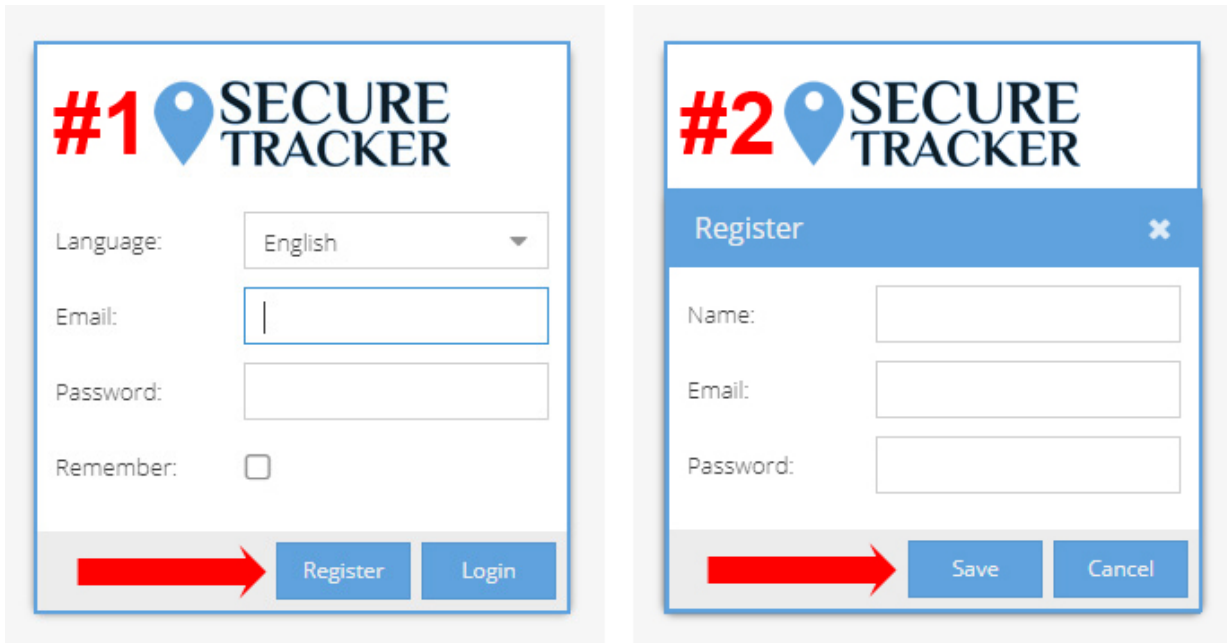 #1 SECURE
TRACKER
Language: English
Email:
Password:
Remember:
Register Login
#2 SECURE
TRACKER
Register
Name:
Email:
Password:
Save Cancel